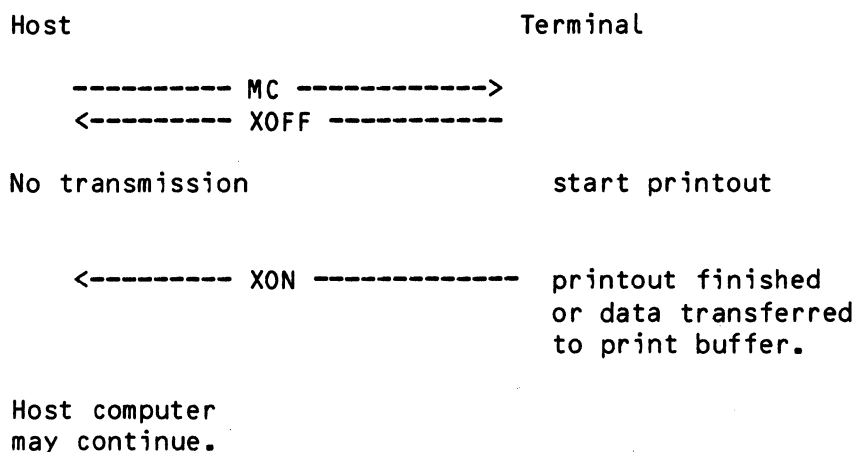 Host Terminal
---------- MC ------------>
<--------- XOFF -----------
No transmission start printout
<--------- XON ------------- printout finished
or data transferred
to print buffer.
Host computer
may continue.